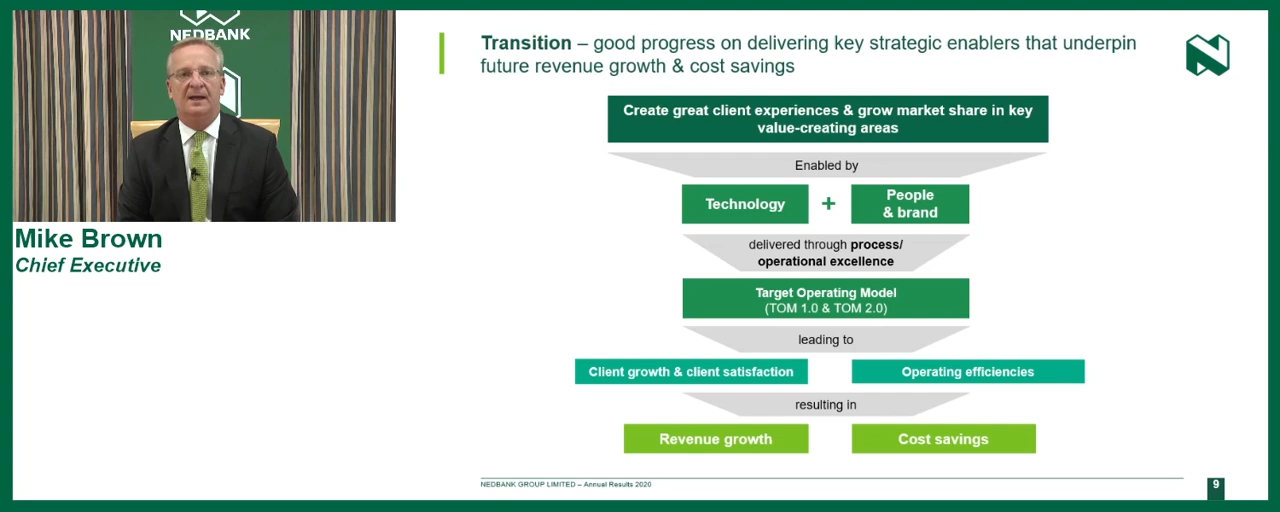 NEDBANK
Mike Brown
Chief Executive
Transition – good progress on delivering key strategic enablers that underpin
future revenue growth & cost savings
Create great client experiences & grow market share in key
value-creating areas
Enabled by
Technology
+
People
& brand
delivered through process/
operational excellence
Target Operating Model
(TOM 1.0 & TOM 2.0)
leading to
Client growth & client satisfaction
Operating efficiencies
resulting in
Revenue growth
Cost savings
NEDBANK GROUP LIMITED – Annual Results 2020
9